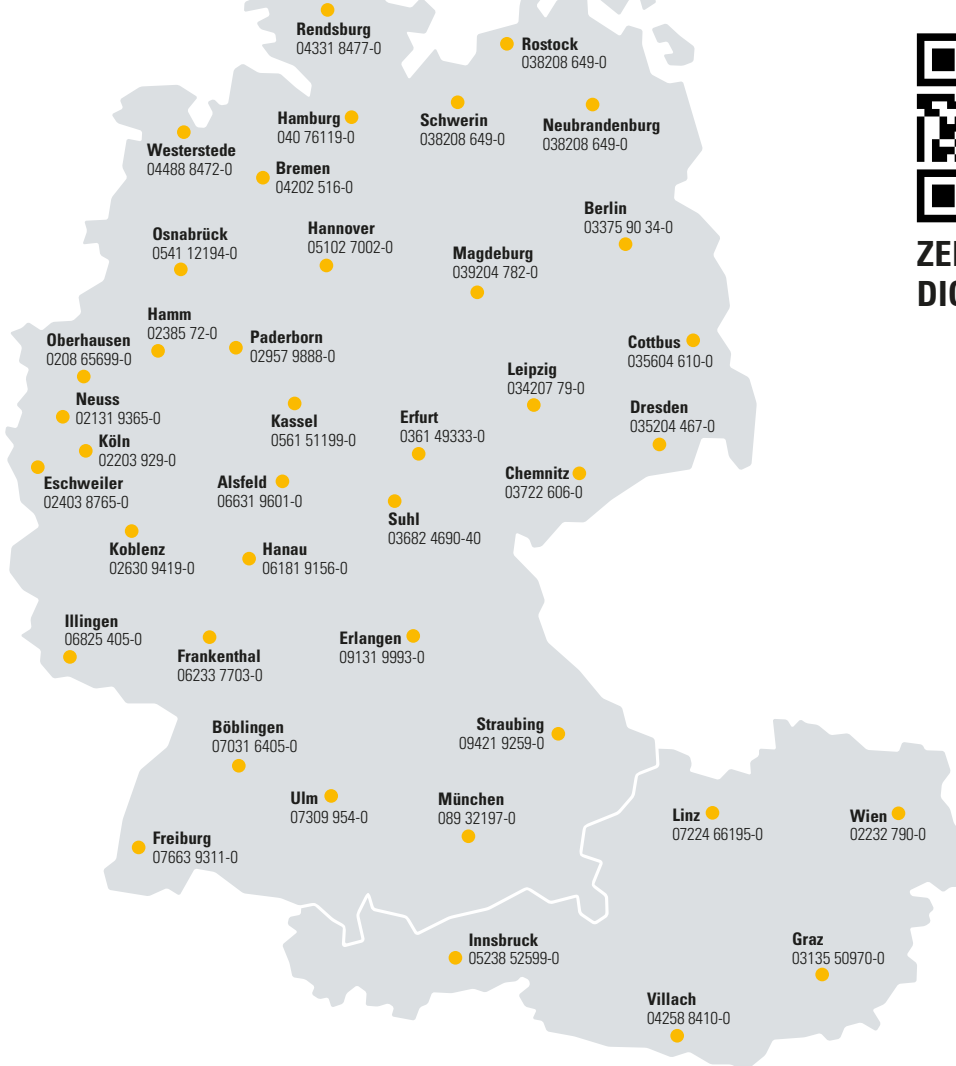 Rendsburg
04331 8477-0
Rostock
038208 649-0
Hamburg
040 76119-0
Schwerin
038208 649-0
Neubrandenburg
038208 649-0
Westerstede
04488 8472-0
Bremen
04202 516-0
Berlin
03375 90 34-0
Osnabrück
0541 12194-0
Hannover
05102 7002-0
Magdeburg
039204 782-0
Hamm
02385 72-0
Oberhausen
0208 65699-0
Paderborn
02957 9888-0
Cottbus
035604 610-0
Leipzig
034207 79-0
Neuss
02131 9365-0
Kassel
0561 51199-0
Erfurt
0361 49333-0
Dresden
035204 467-0
Köln
02203 929-0
Eschweiler
02403 8765-0
Alsfeld
06631 9601-0
Chemnitz
03722 606-0
Suhl
03682 4690-40
Koblenz
02630 9419-0
Hanau
06181 9156-0
Illingen
06825 405-0
Frankenthal
06233 7703-0
Erlangen
09131 9993-0
Böblingen
07031 6405-0
Straubing
09421 9259-0
Ulm
07309 954-0
München
089 32197-0
Linz
07224 66195-0
Wien
02232 790-0
Freiburg
07663 9311-0
Innsbruck
05238 52599-0
Graz
03135 50970-0
Villach
04258 8410-0